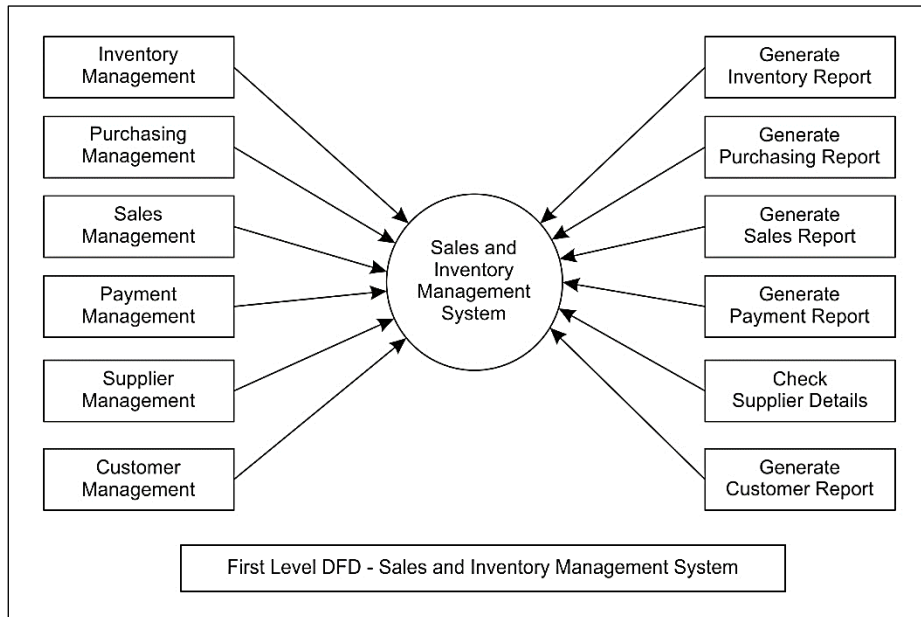 Inventory
Management
Purchasing
Management
Sales
Management
Payment
Management
Supplier
Management
Customer
Management
Sales and
Inventory
Management
System
Generate
Inventory Report
Generate
Purchasing Report
Generate
Sales Report
Generate
Payment Report
Check
Supplier Details
Generate
Customer Report
First Level DFD - Sales and Inventory Management System